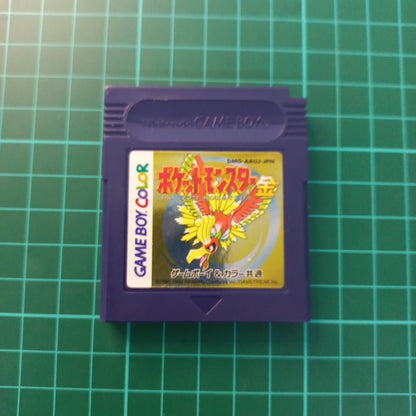 Nintendo GAME BOY
DMG-AAUJ-JPN
ポケットモンスター金
GAME BOY COLOR
ゲームボーイ&カラー共通